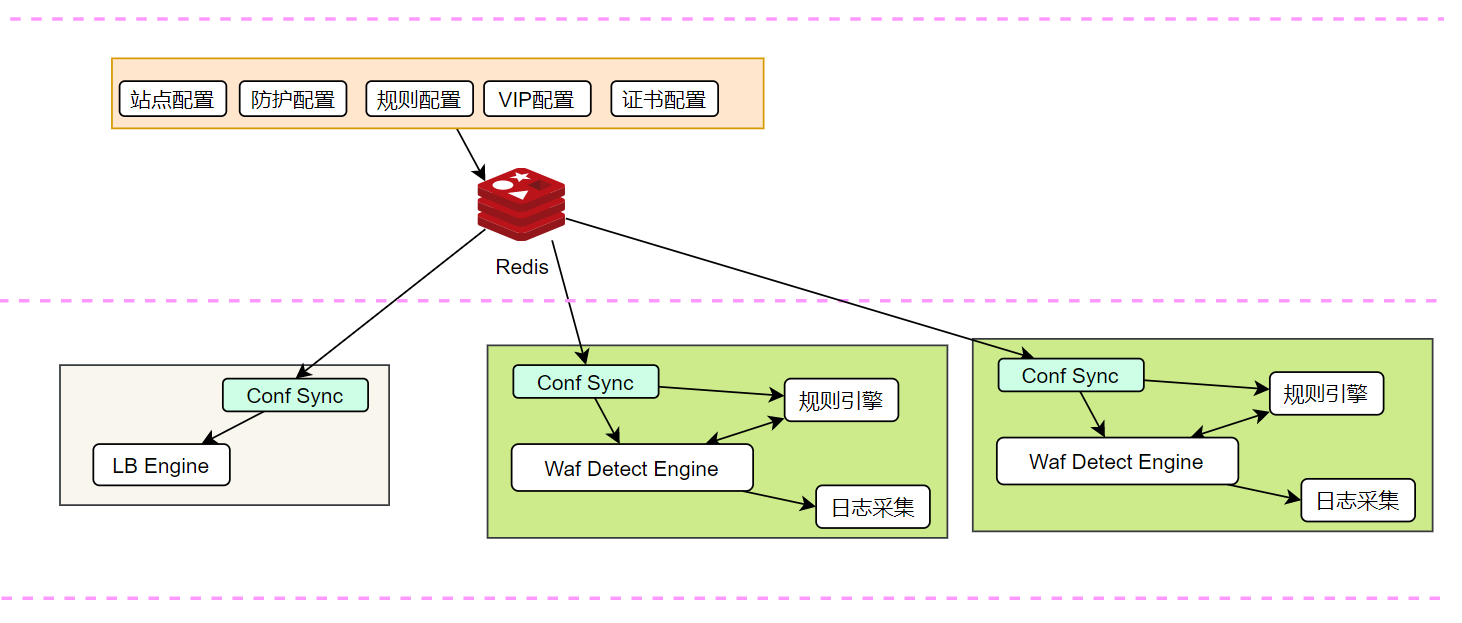 站点配置
防护配置
规则配置
VIP配置
证书配置
Redis
Conf Sync
LB Engine
Conf Sync
规则引擎
Waf Detect Engine
日志采集
Conf Sync
规则引擎
Waf Detect Engine
日志采集